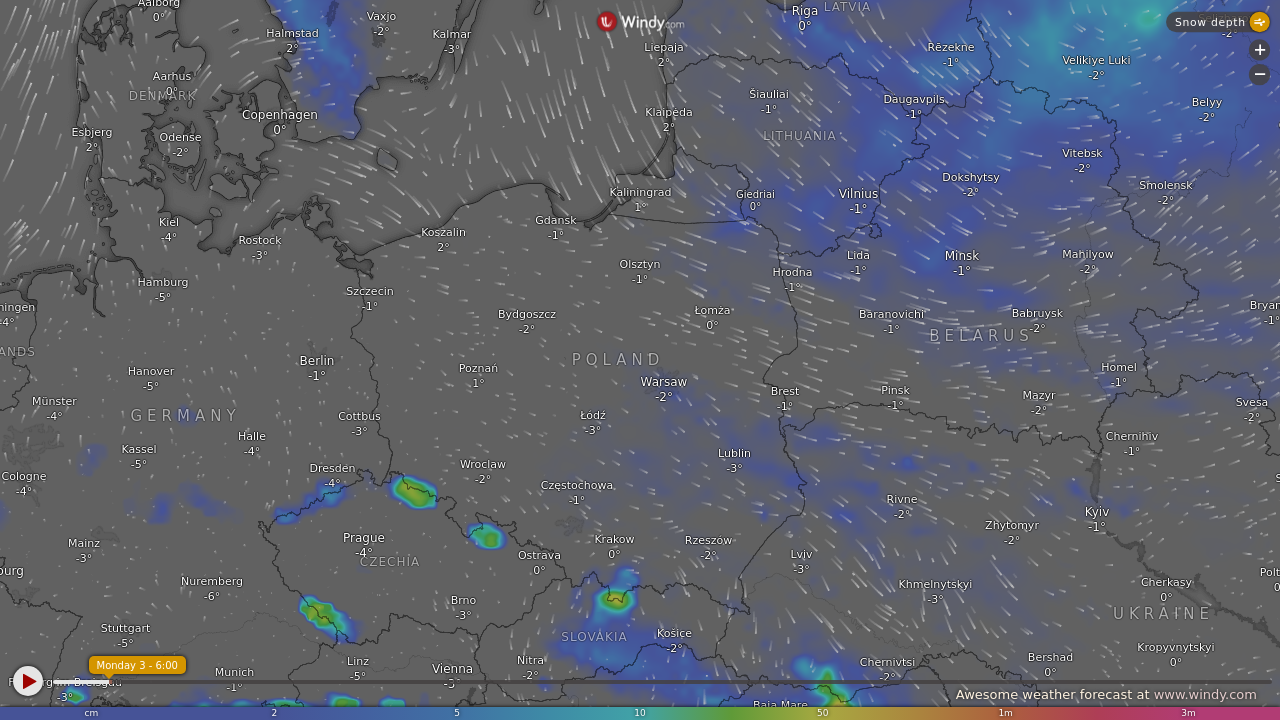 Aalborg
0°
Vaxjo
-2°
Halmstad
2°
Kalmar
-3°
Windy.com
Liepaja
2°
Riga
0°
LATVIA
Rēzekne
-1°
Velikiye Luki
-2°
Snow depth
-2°
+
−
Aarhus
0°
DENMARK
Copenhagen
0°
Esbjerg
2°
Odense
-2°
Klaipėda
2°
Šiauliai
-1°
LITHUANIA
Daugavpils
-1°
Belyy
-2°
Vitebsk
-2°
Dokshytsy
-2°
Smolensk
-2°
Kaliningrad
1°
Giedriai
0°
Vilnius
-1°
Kiel
-4°
Rostock
-3°
Koszalin
2°
Gdansk
-1°
Olsztyn
-1°
Hrodna
-1°
Lida
-1°
Minsk
-1°
Mahilyow
-2°
Hamburg
-5°
Szczecin
-1°
Bydgoszcz
-2°
Łomża
0°
Baranovichi
-1°
Babruysk
-2°
BELARUS
Hanover
-5°
Berlin
-1°
Poznań
1°
POLAND
Warsaw
-2°
Brest
-1°
Pinsk
-1°
Mazyr
-2°
Homel
-1°
Svesa
-2°
Münster
-4°
GERMANY
Cottbus
-3°
Łódź
-3°
Kassel
-5°
Halle
-4°
Chernihiv
-1°
Cologne
-4°
Dresden
-4°
Wroclaw
-2°
Częstochowa
-1°
Lublin
-3°
Rivne
-2°
Zhytomyr
-2°
Kyiv
-1°
Mainz
-3°
Prague
-4°
CZECHIA
Ostrava
0°
Krakow
0°
Rzeszów
-2°
Lviv
-3°
Nuremberg
-6°
Brno
-3°
Khmelnytskyi
-3°
Cherkasy
0°
UKRAINE
Stuttgart
-5°
SLOVAKIA
Košice
-2°
Monday 3 - 6:00
Munich
-1°
Linz
-5°
Vienna
Nitra
-2°
Chernivtsi
-2°
Bershad
0°
Kropyvnytskyi
0°
-3°
Baia Mare
Awesome weather forecast at www.windy.com
cm 2 5 10 50 1m 3m